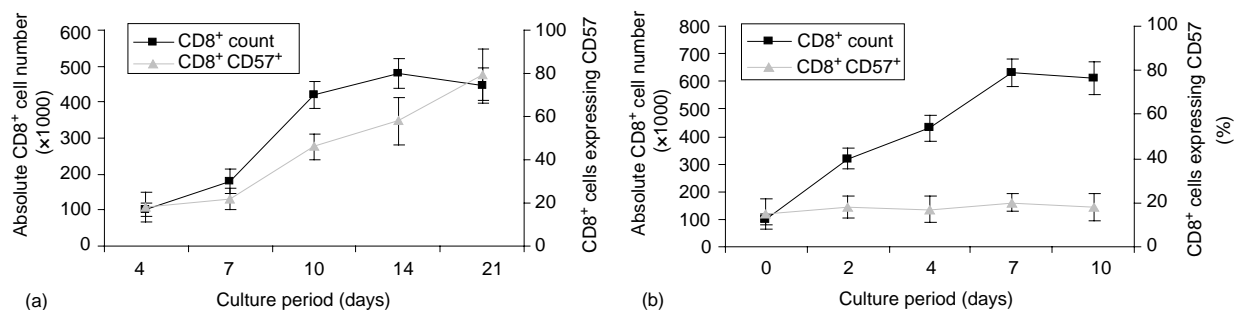 Absolute CD8⁺ cell number
(×1000)
600
500
400
300
200
100
0
CD8⁺ count
CD8⁺ CD57⁺
100
80
60
40
20
0
CD8⁺ cells expressing CD57
4 7 10 14 21
(a) Culture period (days)
Absolute CD8⁺ cell number
(×1000)
800
700
600
500
400
300
200
100
0
CD8⁺ count
CD8⁺ CD57⁺
100
80
60
40
20
0
CD8⁺ cells expressing CD57
(%)
0 2 4 7 10
(b) Culture period (days)